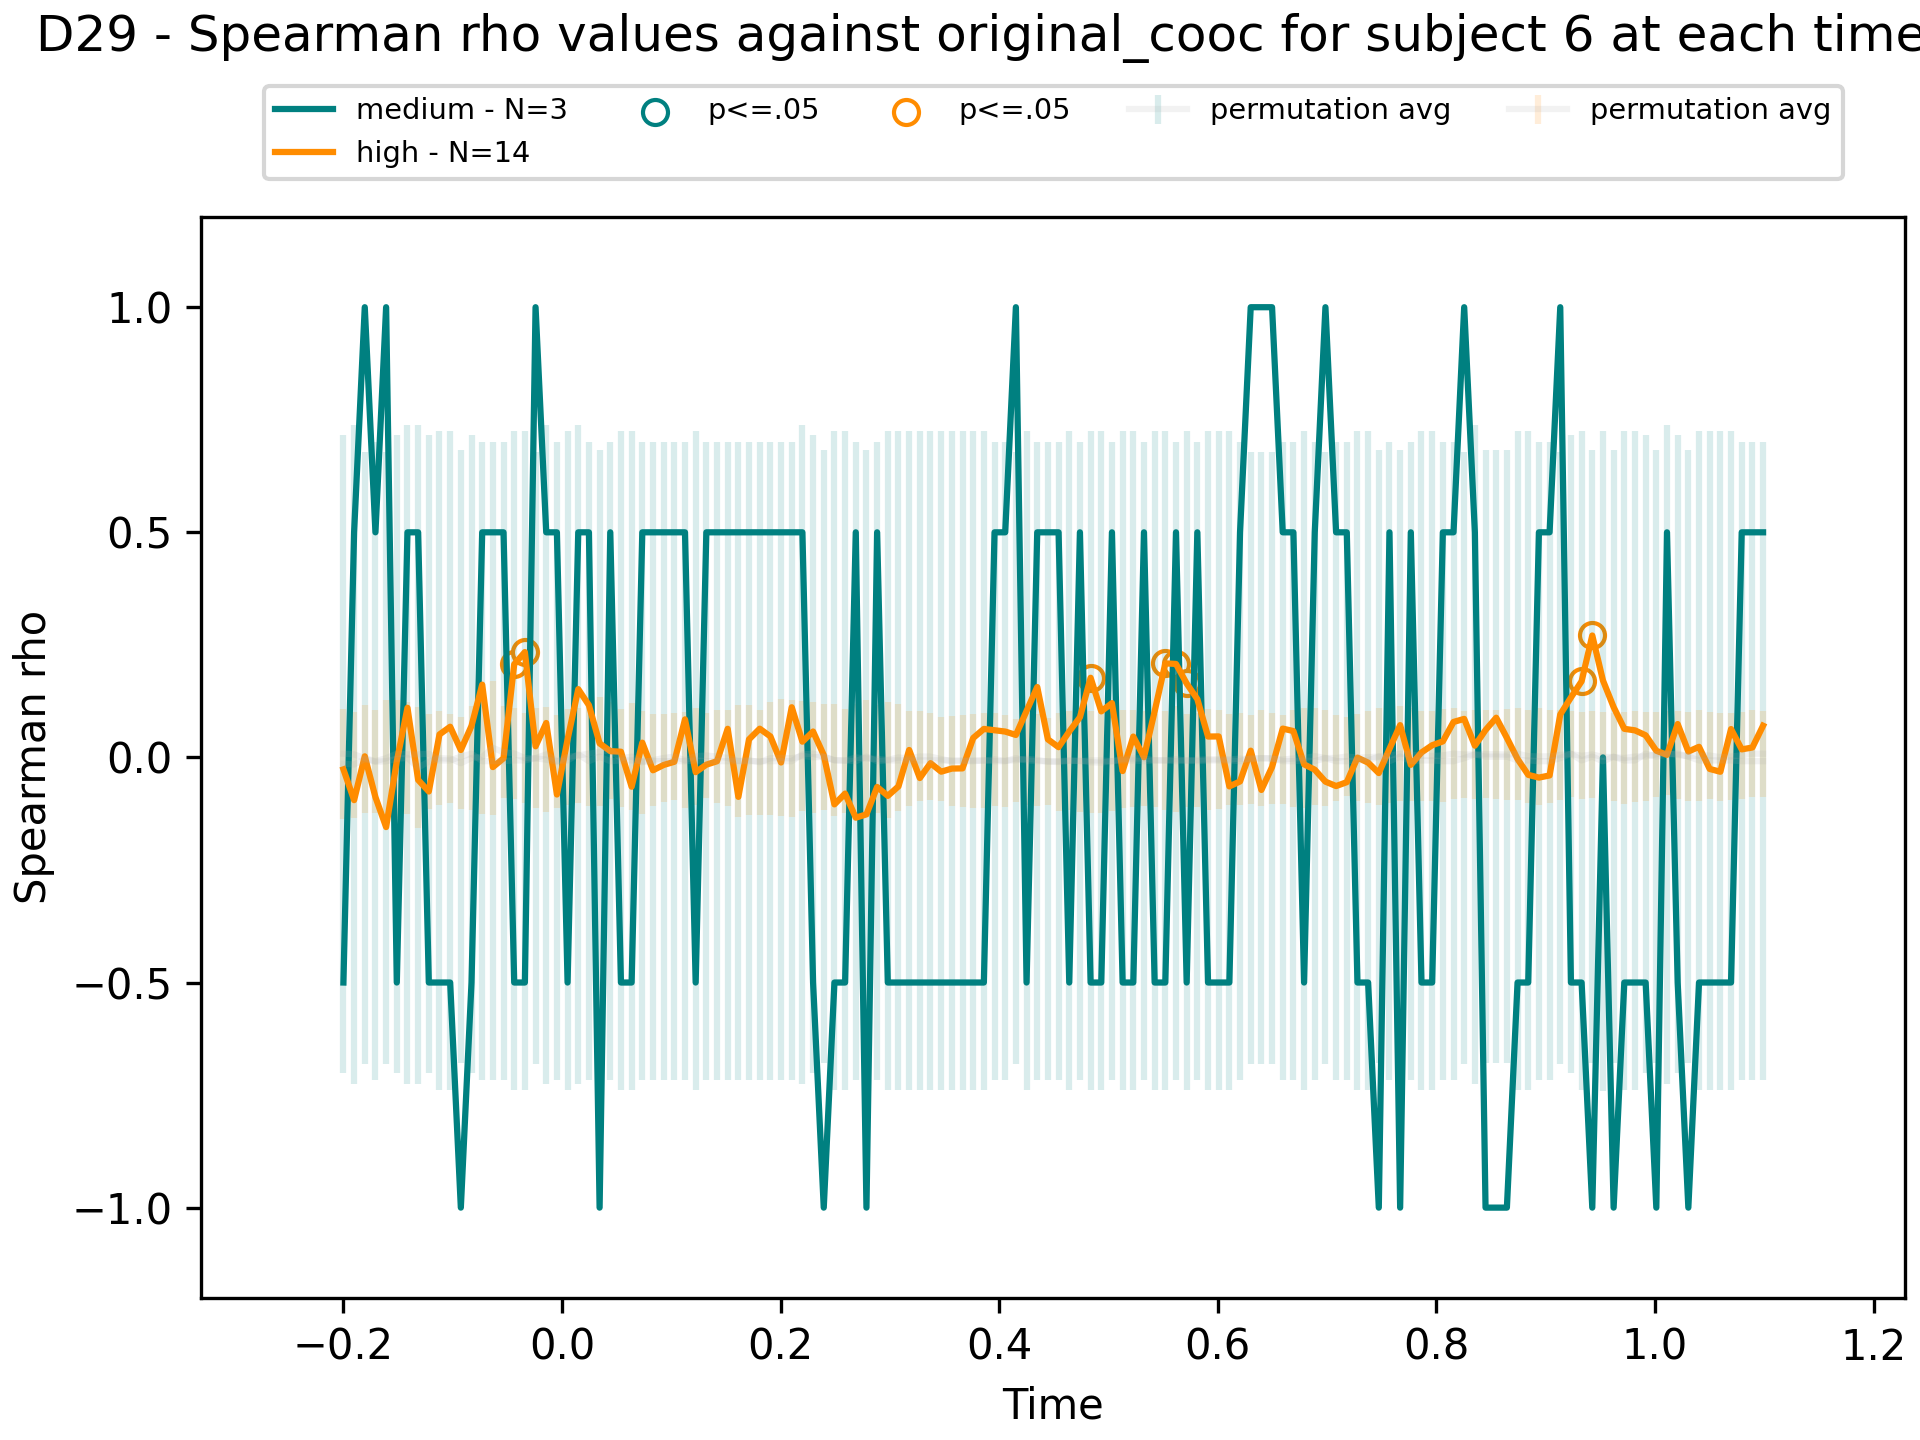 D29 - Spearman rho values against original_cooc for subject 6 at each time
medium - N=3
high - N=14
p<=.05
p<=.05
permutation avg
permutation avg
Spearman rho
1.0
0.5
0.0
−0.5
−1.0
−0.2 0.0 0.2 0.4 0.6 0.8 1.0 1.2
Time